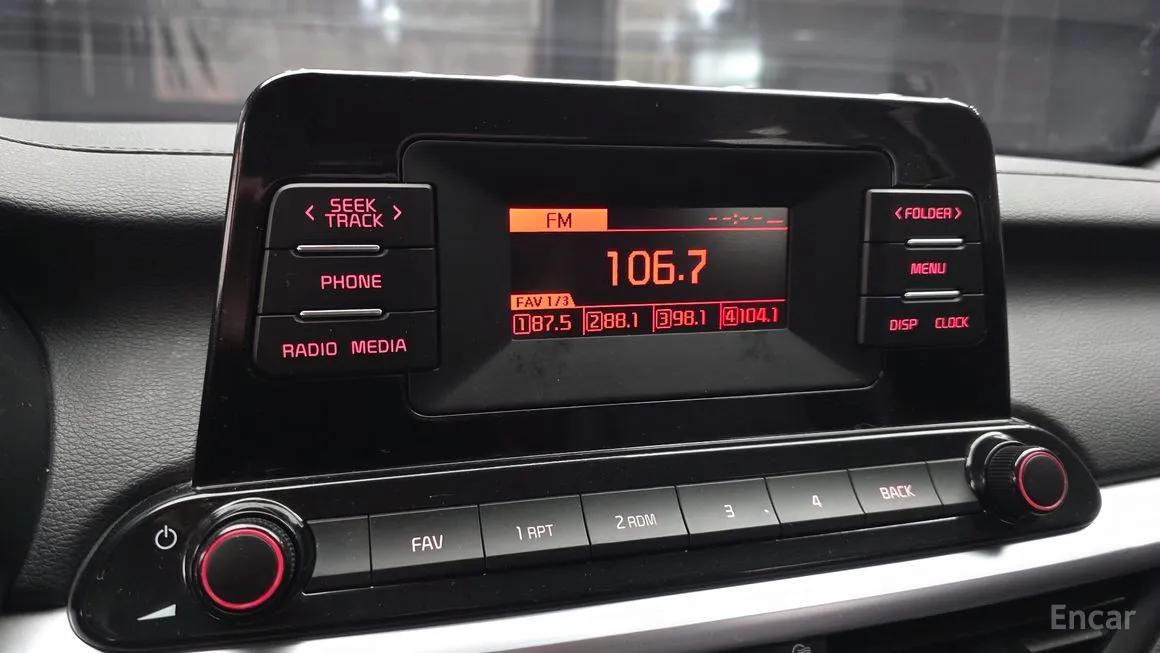 < SEEK TRACK >
PHONE
RADIO MEDIA
FM --:-- --
106.7
FAV 1/3
1 87.5 2 88.1 3 98.1 4 104.1
< FOLDER >
MENU
DISP CLOCK
FAV 1 RPT 2 RDM 3 4 BACK
Encar